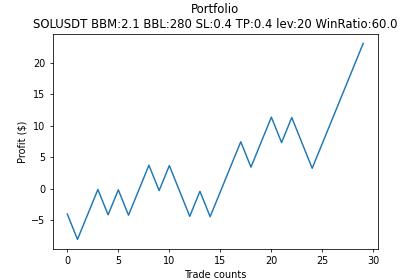 Portfolio
SOLUSDT BBM:2.1 BBL:280 SL:0.4 TP:0.4 lev:20 WinRatio:60.0
20
15
10
5
0
−5
Profit ($)
0 5 10 15 20 25 30
Trade counts